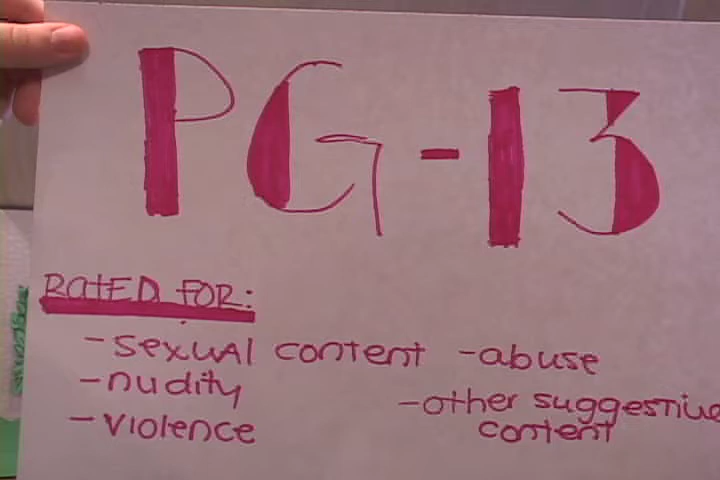 PG-13
RATED FOR:
-sexual content
-nudity
-violence
-abuse
-other suggestive
content